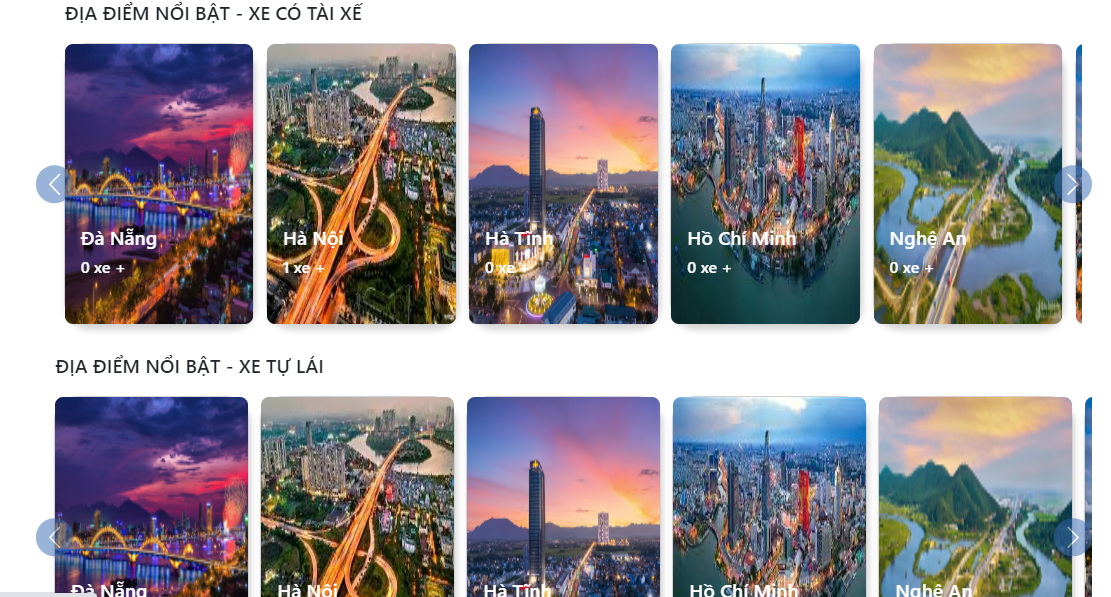 ĐỊA ĐIỂM NỔI BẬT - XE CÓ TÀI XẾ
Đà Nẵng
0 xe +
Hà Nội
1 xe +
Hà Tĩnh
0 xe +
Hồ Chí Minh
0 xe +
Nghệ An
0 xe +
ĐỊA ĐIỂM NỔI BẬT - XE TỰ LÁI
Đà Nẵng
Hà Nội
Hà Tĩnh
Hồ Chí Minh
Nghệ An